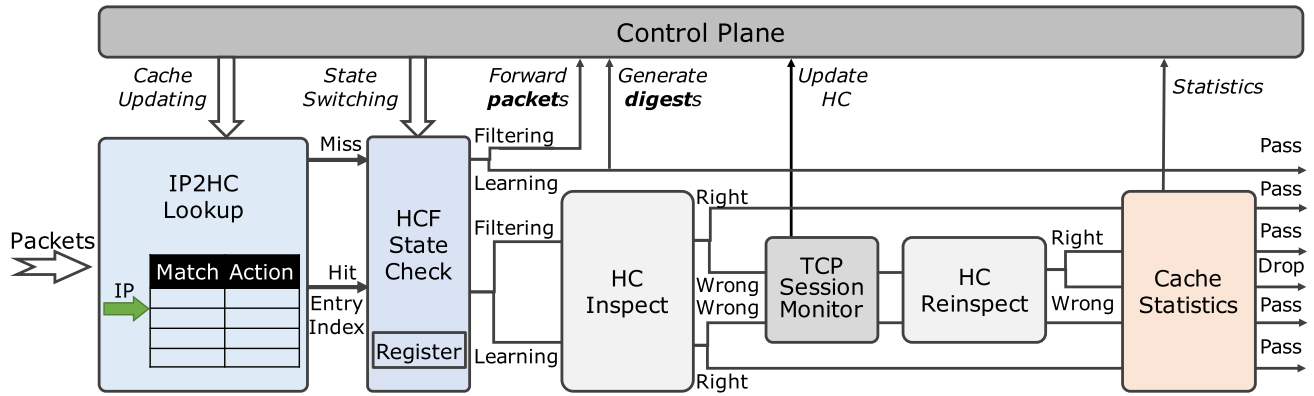 Control Plane
Cache
Updating
State
Switching
Forward
packets
Generate
digests
Update
HC
Statistics
Packets
IP2HC
Lookup
IP
Match Action
Miss
Hit
Entry
Index
HCF
State
Check
Register
Filtering
Learning
Filtering
Learning
HC
Inspect
Right
Wrong
Wrong
Right
TCP
Session
Monitor
HC
Reinspect
Right
Wrong
Cache
Statistics
Pass
Pass
Pass
Drop
Pass
Pass